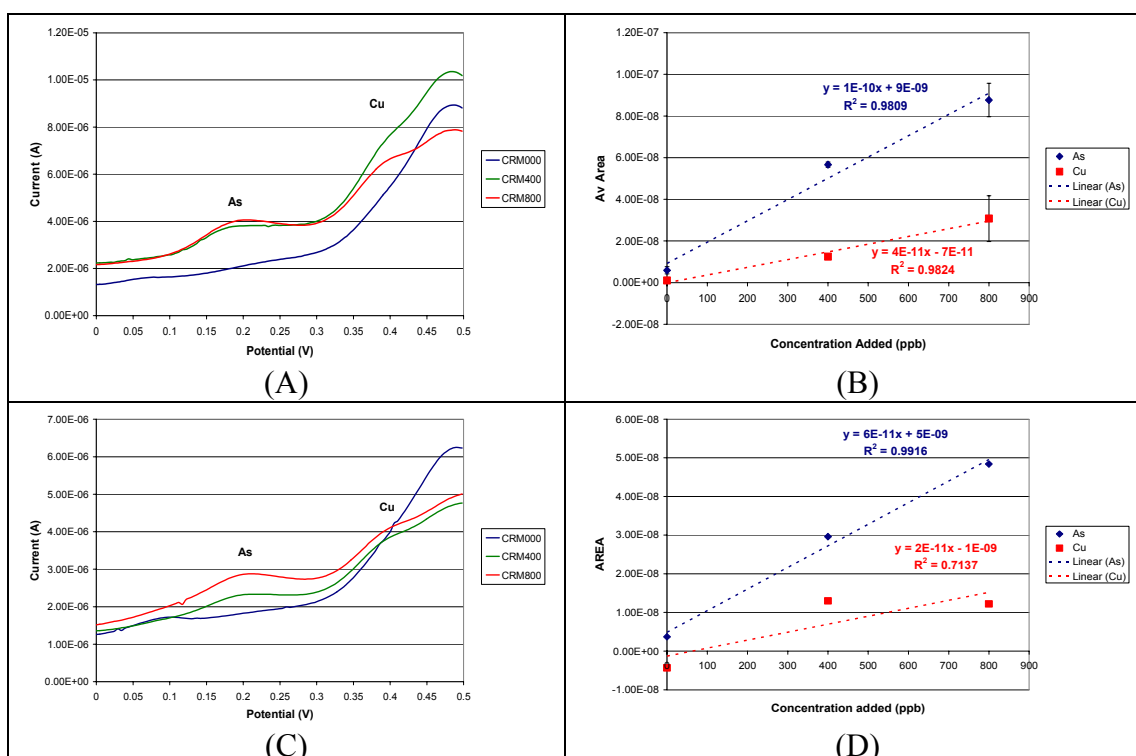 1.20E-05
1.00E-05
8.00E-06
6.00E-06
4.00E-06
2.00E-06
0.00E+00
0 0.05 0.1 0.15 0.2 0.25 0.3 0.35 0.4 0.45 0.5
Current (A)
Potential (V)
As
Cu
CRM000
CRM400
CRM800
(A)
1.20E-07
1.00E-07
8.00E-08
6.00E-08
4.00E-08
2.00E-08
0.00E+00
-2.00E-08
0 100 200 300 400 500 600 700 800 900
Av Area
Concentration Added (ppb)
y = 1E-10x + 9E-09
R² = 0.9809
y = 4E-11x - 7E-11
R² = 0.9824
As
Cu
Linear (As)
Linear (Cu)
(B)
7.00E-06
6.00E-06
5.00E-06
4.00E-06
3.00E-06
2.00E-06
1.00E-06
0.00E+00
0 0.05 0.1 0.15 0.2 0.25 0.3 0.35 0.4 0.45 0.5
Current (A)
Potential (V)
As
Cu
CRM000
CRM400
CRM800
(C)
6.00E-08
5.00E-08
4.00E-08
3.00E-08
2.00E-08
1.00E-08
0.00E+00
-1.00E-08
0 100 200 300 400 500 600 700 800 900
AREA
Concentration added (ppb)
y = 6E-11x + 5E-09
R² = 0.9916
y = 2E-11x - 1E-09
R² = 0.7137
As
Cu
Linear (As)
Linear (Cu)
(D)